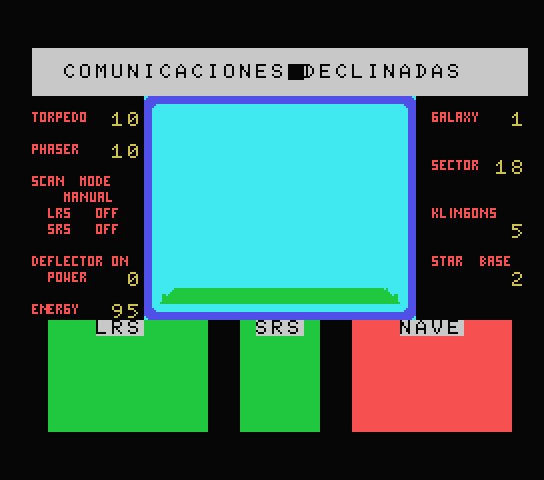 COMUNICACIONES DECLINADAS
TORPEDO 10
PHASER 10
SCAN MODE
MANUAL
LRS OFF
SRS OFF
DEFLECTOR ON
POWER 0
ENERGY 95
GALAXY 1
SECTOR 18
KLINGONS
5
STAR BASE
2
LRS
SRS
NAVE